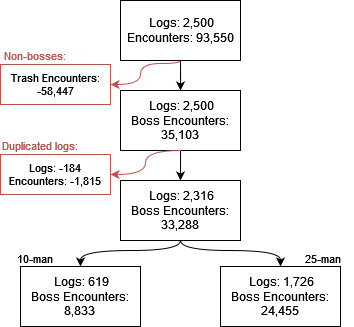 Logs: 2,500
Encounters: 93,550
Non-bosses:
Trash Encounters:
-58,447
Logs: 2,500
Boss Encounters:
35,103
Duplicated logs:
Logs: -184
Encounters: -1,815
Logs: 2,316
Boss Encounters:
33,288
10-man
25-man
Logs: 619
Boss Encounters:
8,833
Logs: 1,726
Boss Encounters:
24,455